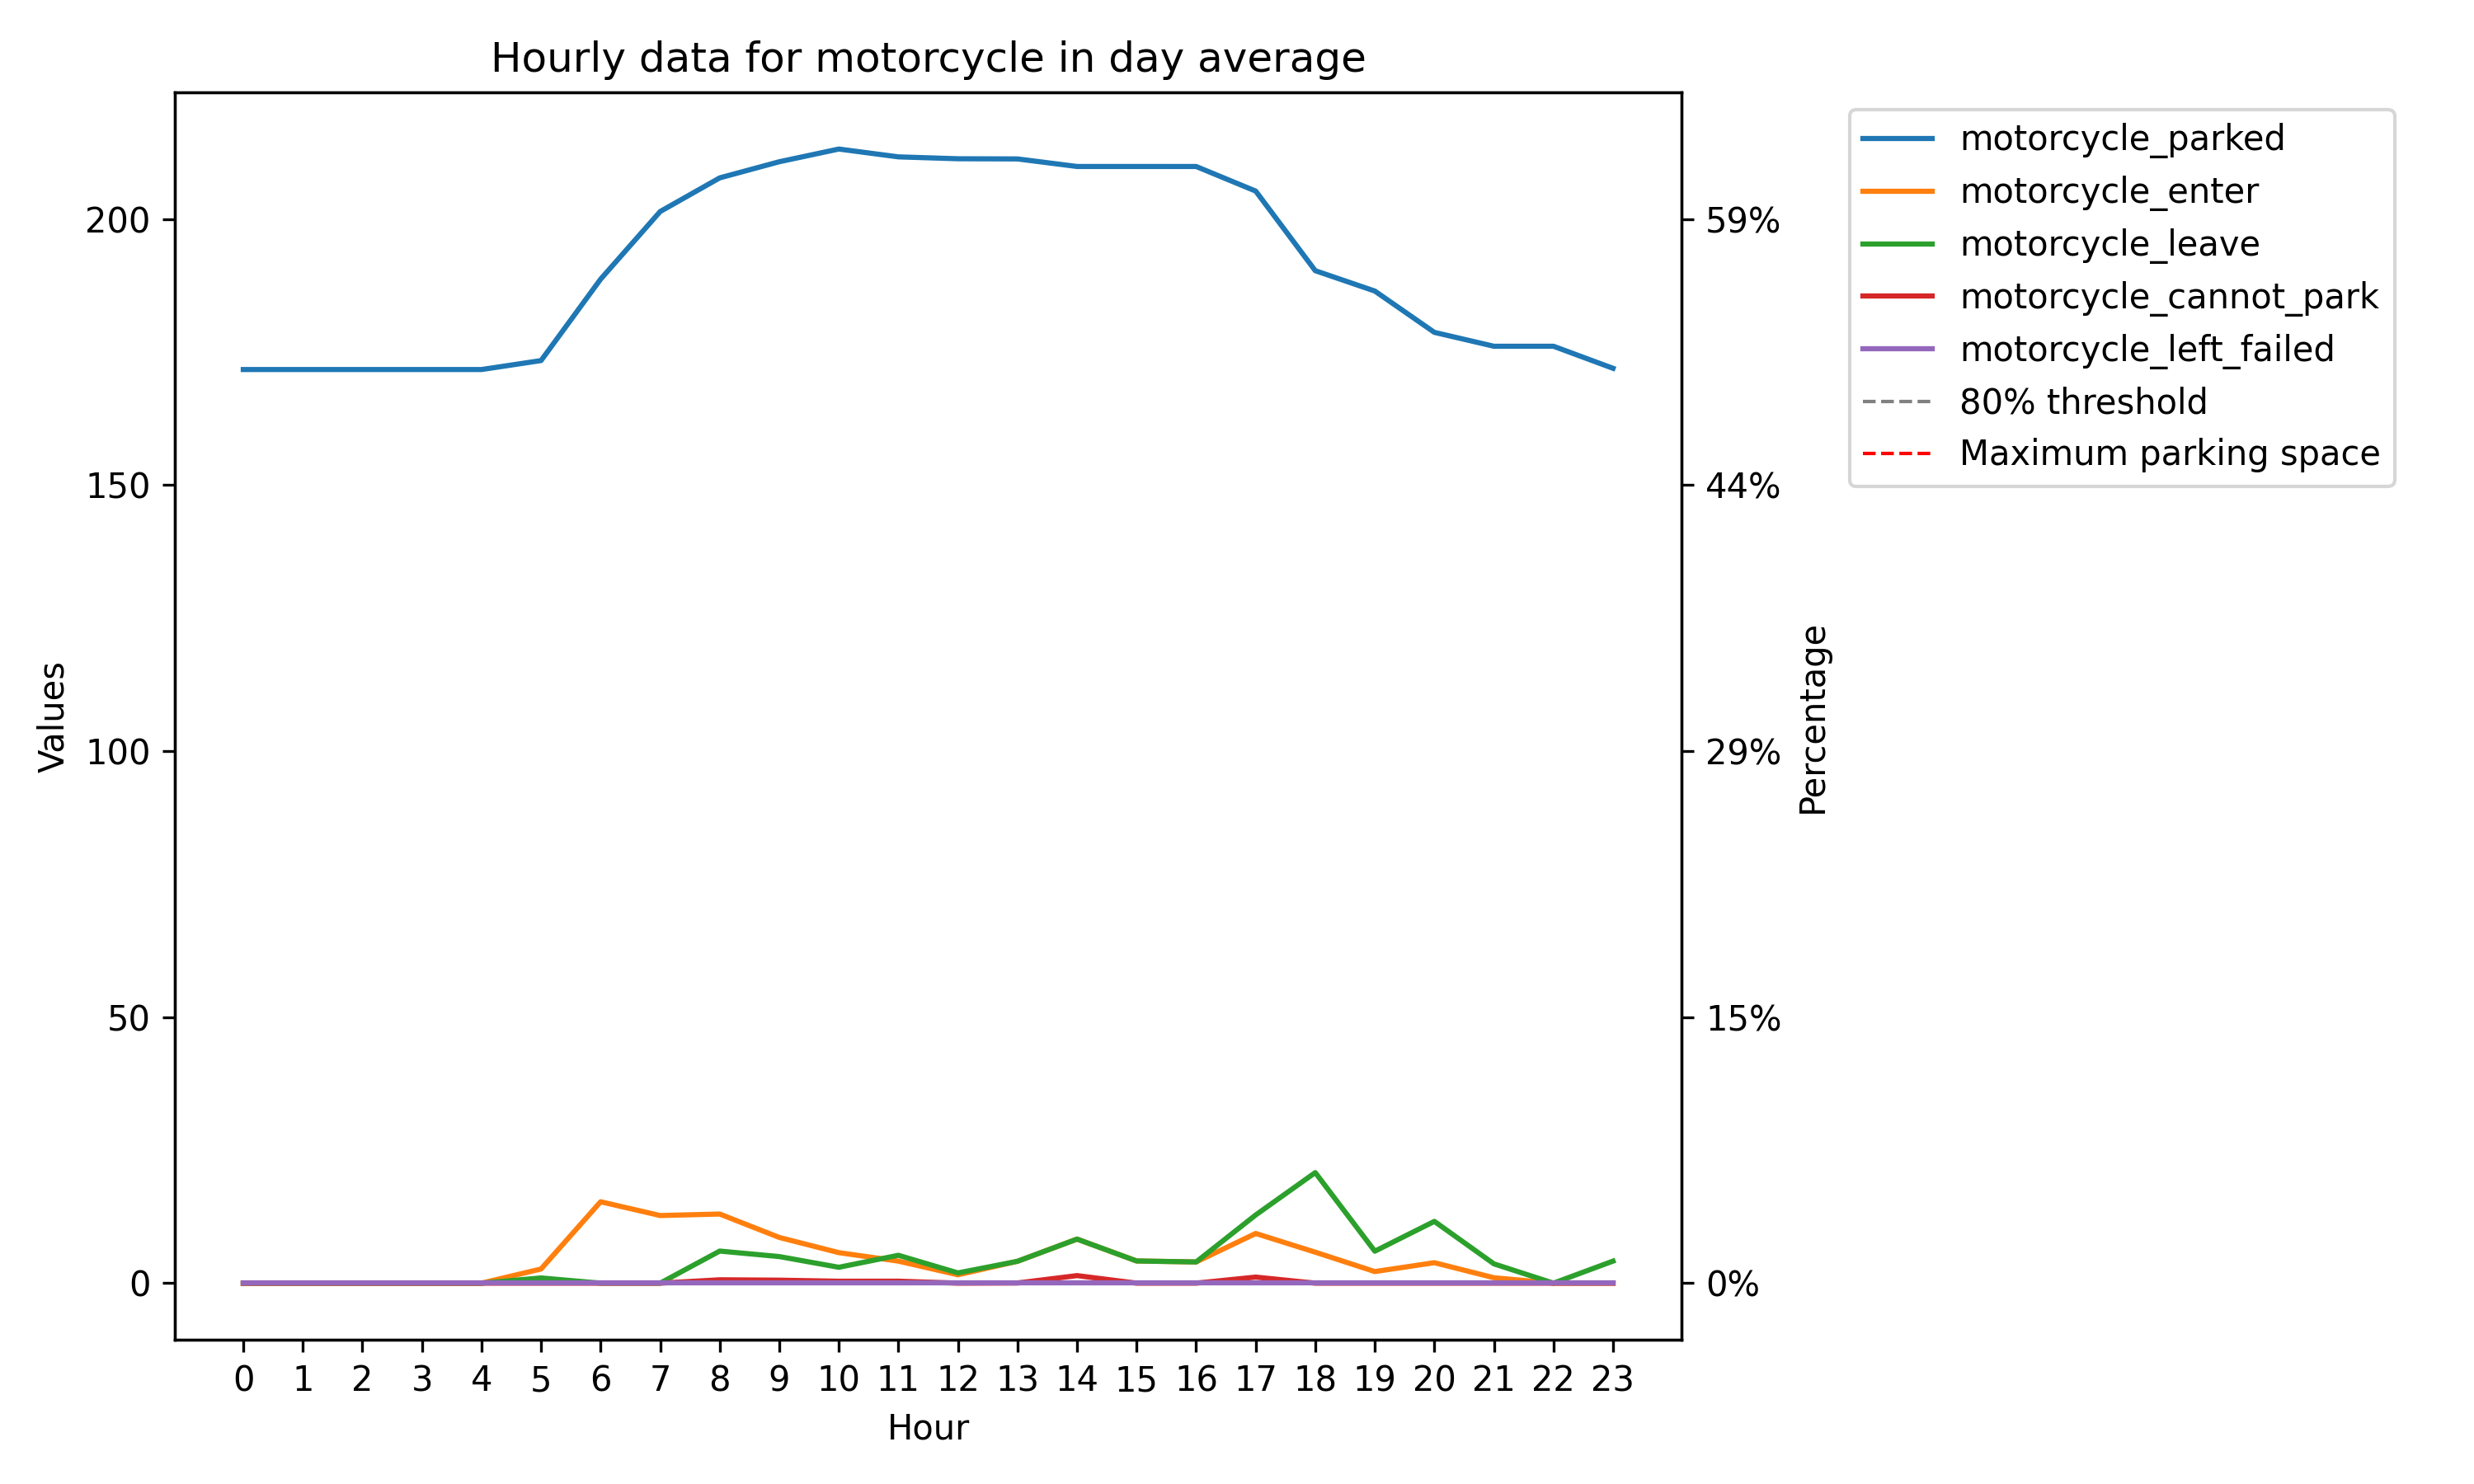 Hourly data for motorcycle in day average
motorcycle_parked
motorcycle_enter
motorcycle_leave
motorcycle_cannot_park
motorcycle_left_failed
80% threshold
Maximum parking space
200
150
100
50
0
Values
59%
44%
29%
15%
0%
Percentage
0 1 2 3 4 5 6 7 8 9 10 11 12 13 14 15 16 17 18 19 20 21 22 23
Hour